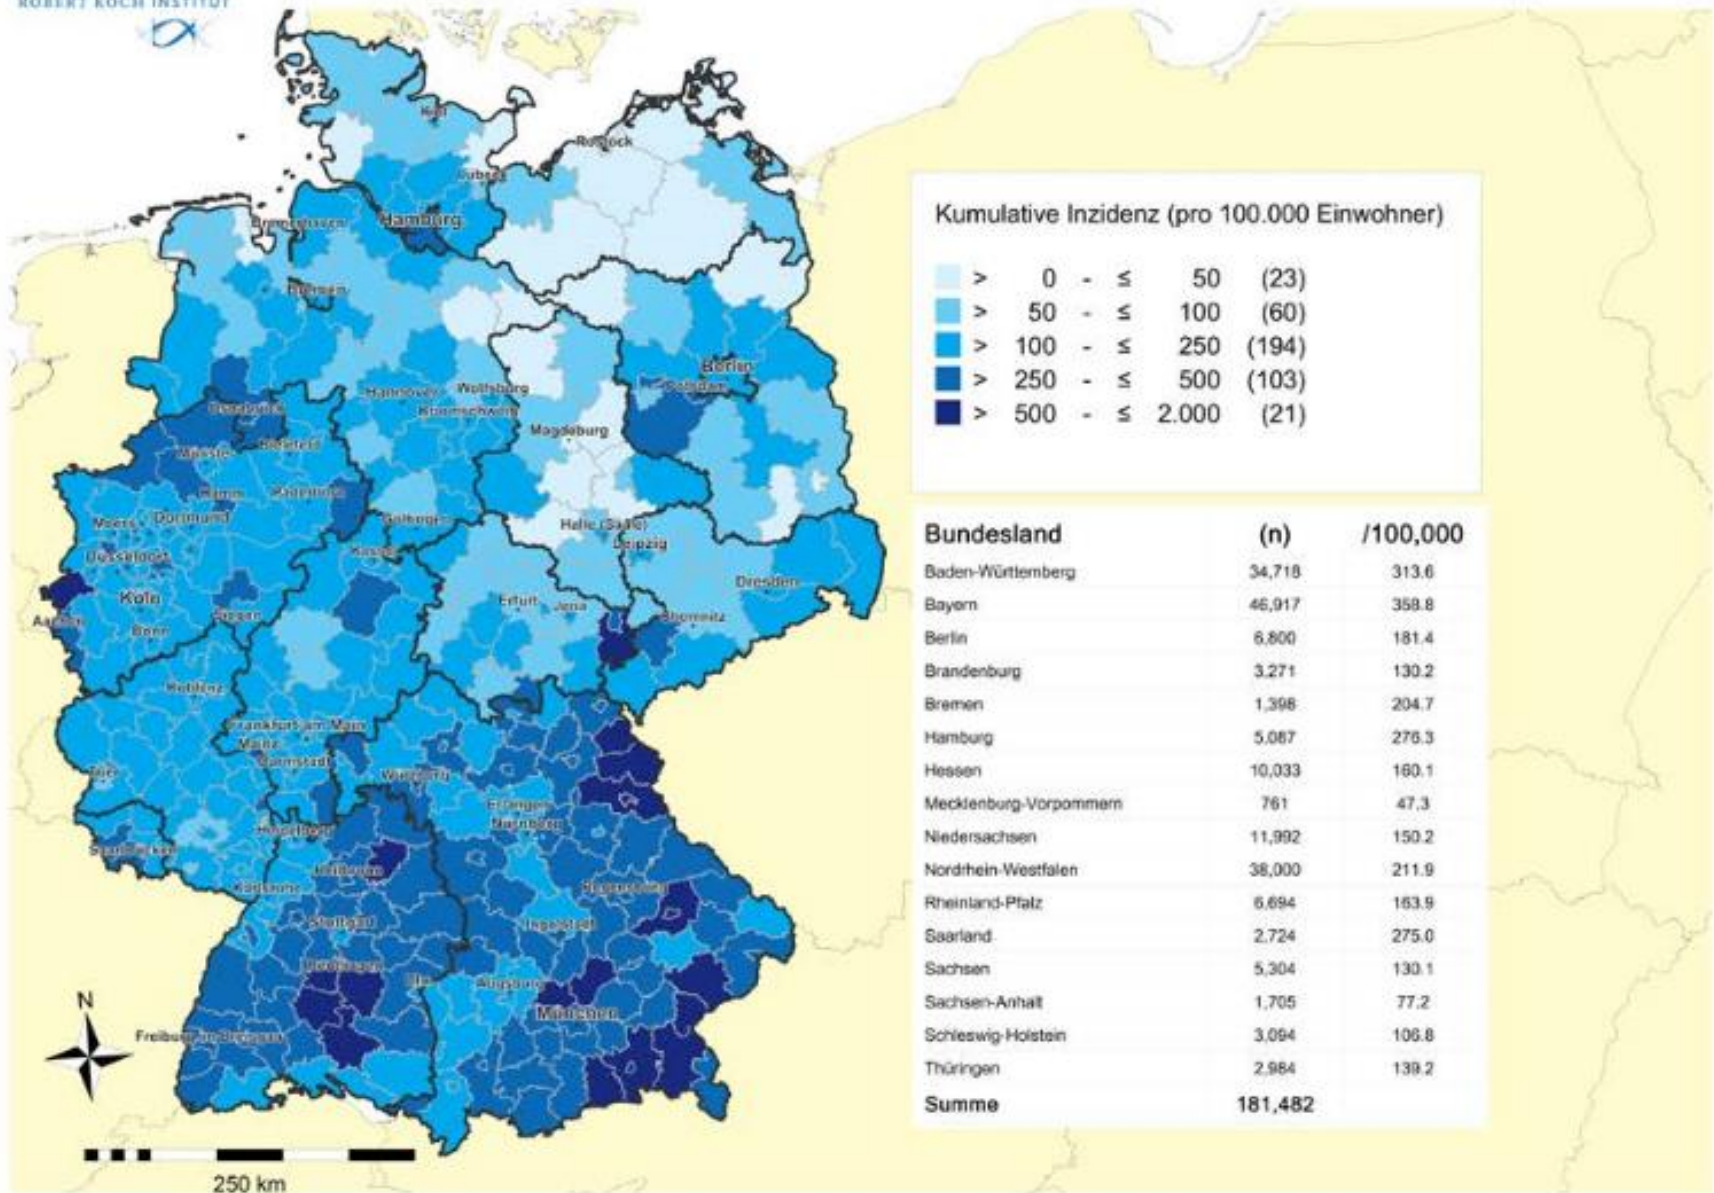 ROBERT KOCH INSTITUT
Kiel
Rostock
Lübeck
Bremerhaven
Hamburg
Bremen
Berlin
Potsdam
Hannover
Wolfsburg
Braunschweig
Osnabrück
Magdeburg
Bielefeld
Münster
Hamm
Paderborn
Moers
Dortmund
Göttingen
Halle (Saale)
Düsseldorf
Kassel
Leipzig
Dresden
Köln
Erfurt
Jena
Aachen
Siegen
Chemnitz
Bonn
Koblenz
Frankfurt am Main
Mainz
Darmstadt
Trier
Würzburg
Erlangen
Nürnberg
Heidelberg
Saarbrücken
Heilbronn
Karlsruhe
Regensburg
Stuttgart
Ingolstadt
Reutlingen
Ulm
Augsburg
München
Freiburg im Breisgau
N
250 km
Kumulative Inzidenz (pro 100.000 Einwohner)
> 0 - ≤ 50 (23)
> 50 - ≤ 100 (60)
> 100 - ≤ 250 (194)
> 250 - ≤ 500 (103)
> 500 - ≤ 2.000 (21)
Bundesland (n) /100,000
Baden-Württemberg 34,718 313.6
Bayern 46,917 358.8
Berlin 6,800 181.4
Brandenburg 3,271 130.2
Bremen 1,398 204.7
Hamburg 5,087 276.3
Hessen 10,033 160.1
Mecklenburg-Vorpommern 761 47.3
Niedersachsen 11,992 150.2
Nordrhein-Westfalen 38,000 211.9
Rheinland-Pfalz 6,694 163.9
Saarland 2,724 275.0
Sachsen 5,304 130.1
Sachsen-Anhalt 1,705 77.2
Schleswig-Holstein 3,094 106.8
Thüringen 2,984 139.2
Summe 181,482